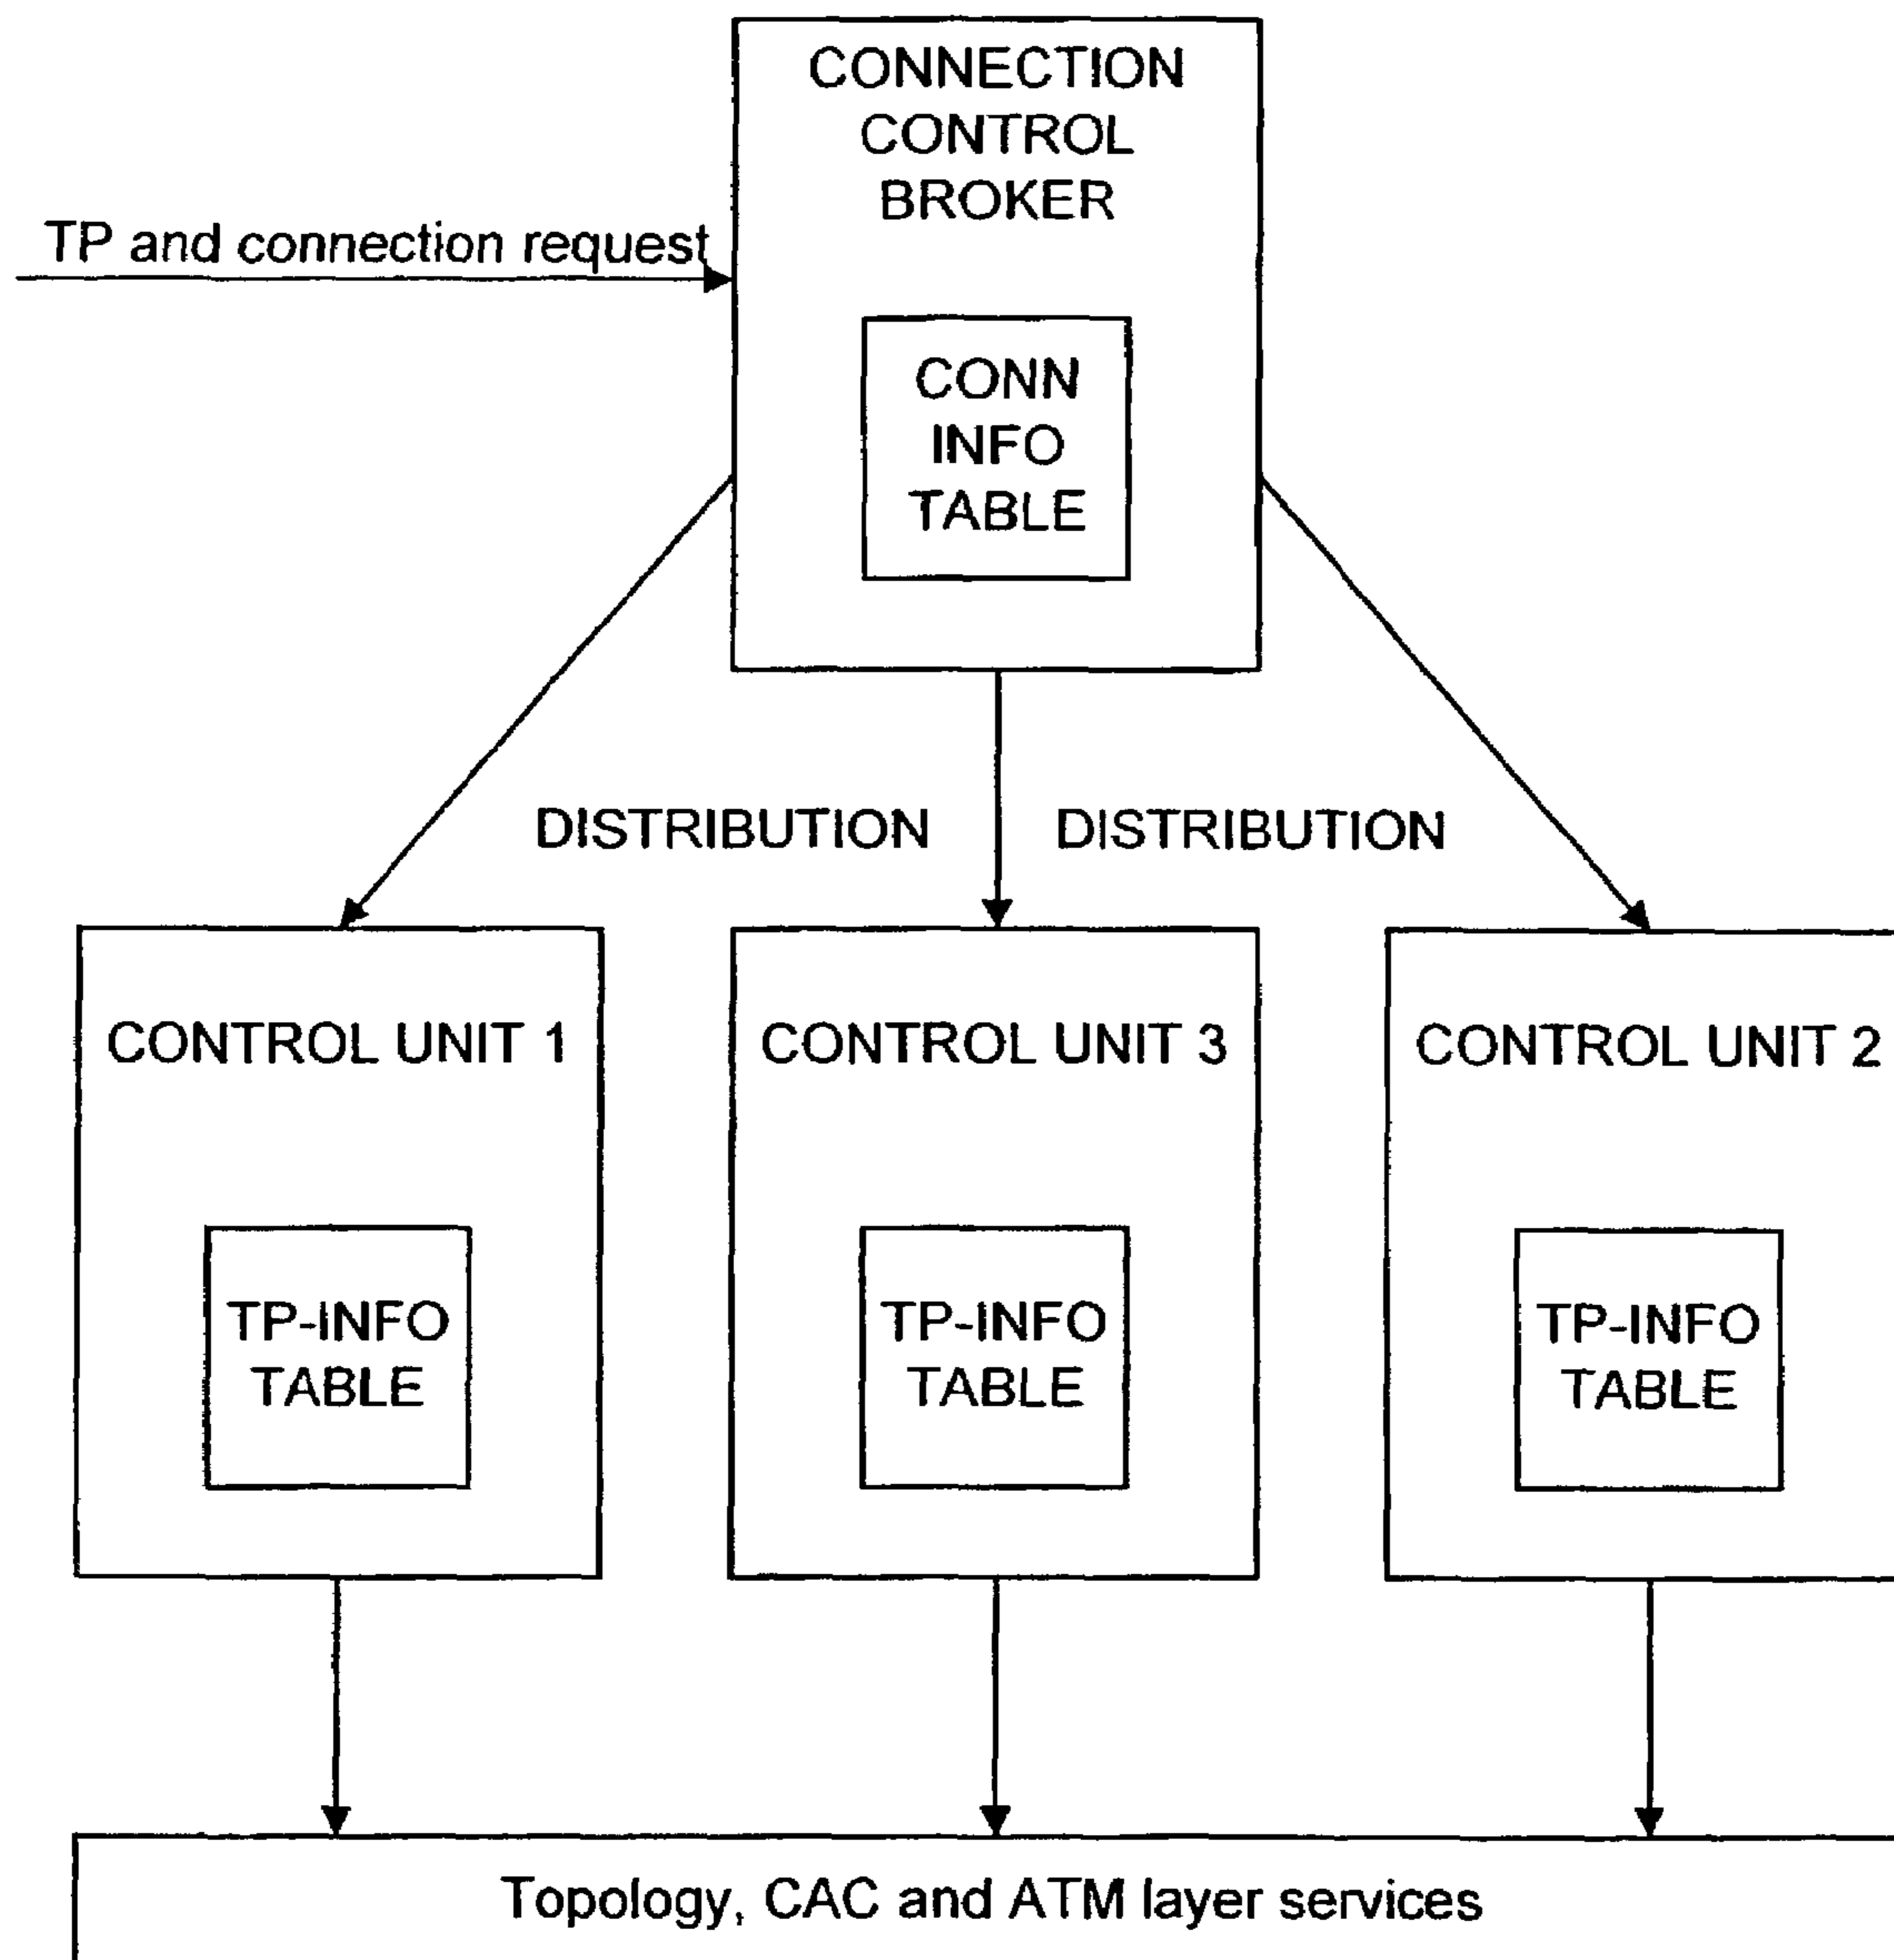 CONNECTION
CONTROL
BROKER
TP and connection request
CONN
INFO
TABLE
DISTRIBUTION
DISTRIBUTION
CONTROL UNIT 1
CONTROL UNIT 3
CONTROL UNIT 2
TP-INFO
TABLE
TP-INFO
TABLE
TP-INFO
TABLE
Topology, CAC and ATM layer services